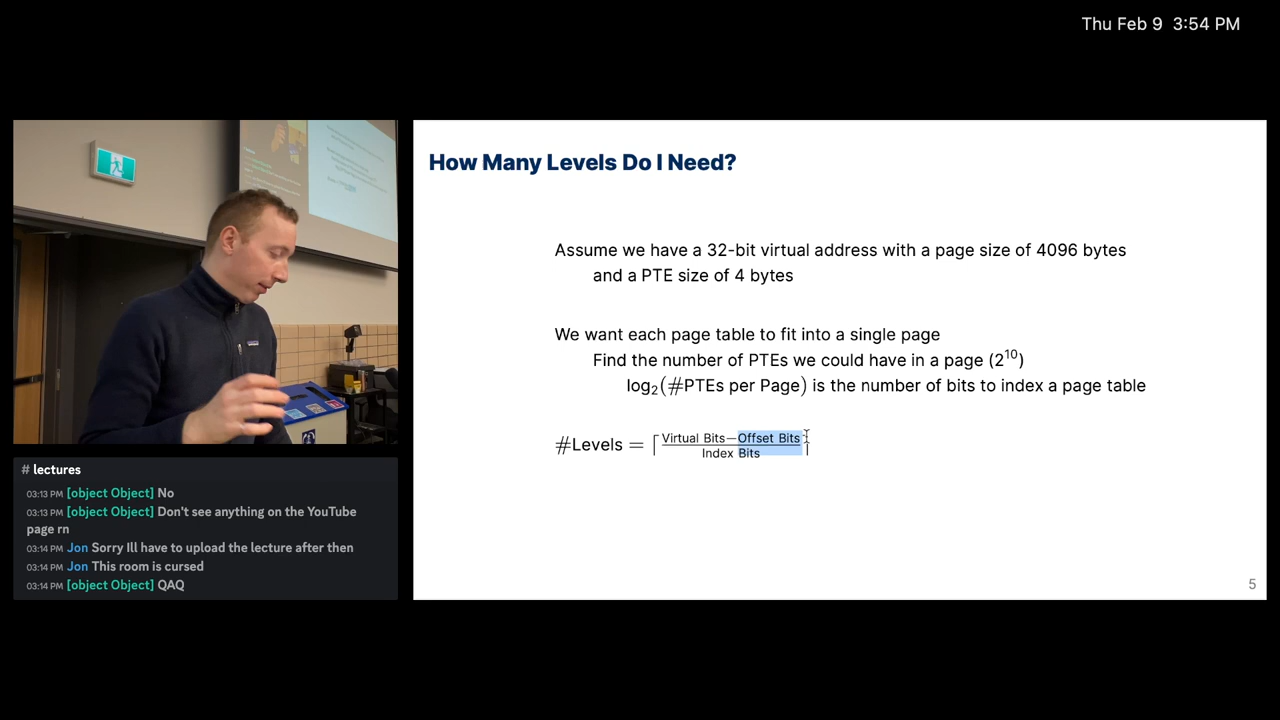 Thu Feb 9 3:54 PM
# lectures
03:13 PM [object Object] No
03:13 PM [object Object] Don't see anything on the YouTube
page rn
03:14 PM Jon Sorry Ill have to upload the lecture after then
03:14 PM Jon This room is cursed
03:14 PM [object Object] QAQ
How Many Levels Do I Need?
Assume we have a 32-bit virtual address with a page size of 4096 bytes
and a PTE size of 4 bytes
We want each page table to fit into a single page
Find the number of PTEs we could have in a page (2¹⁰)
log₂(#PTEs per Page) is the number of bits to index a page table
#Levels = ⌈(Virtual Bits−Offset Bits)/(Index Bits)⌉
5